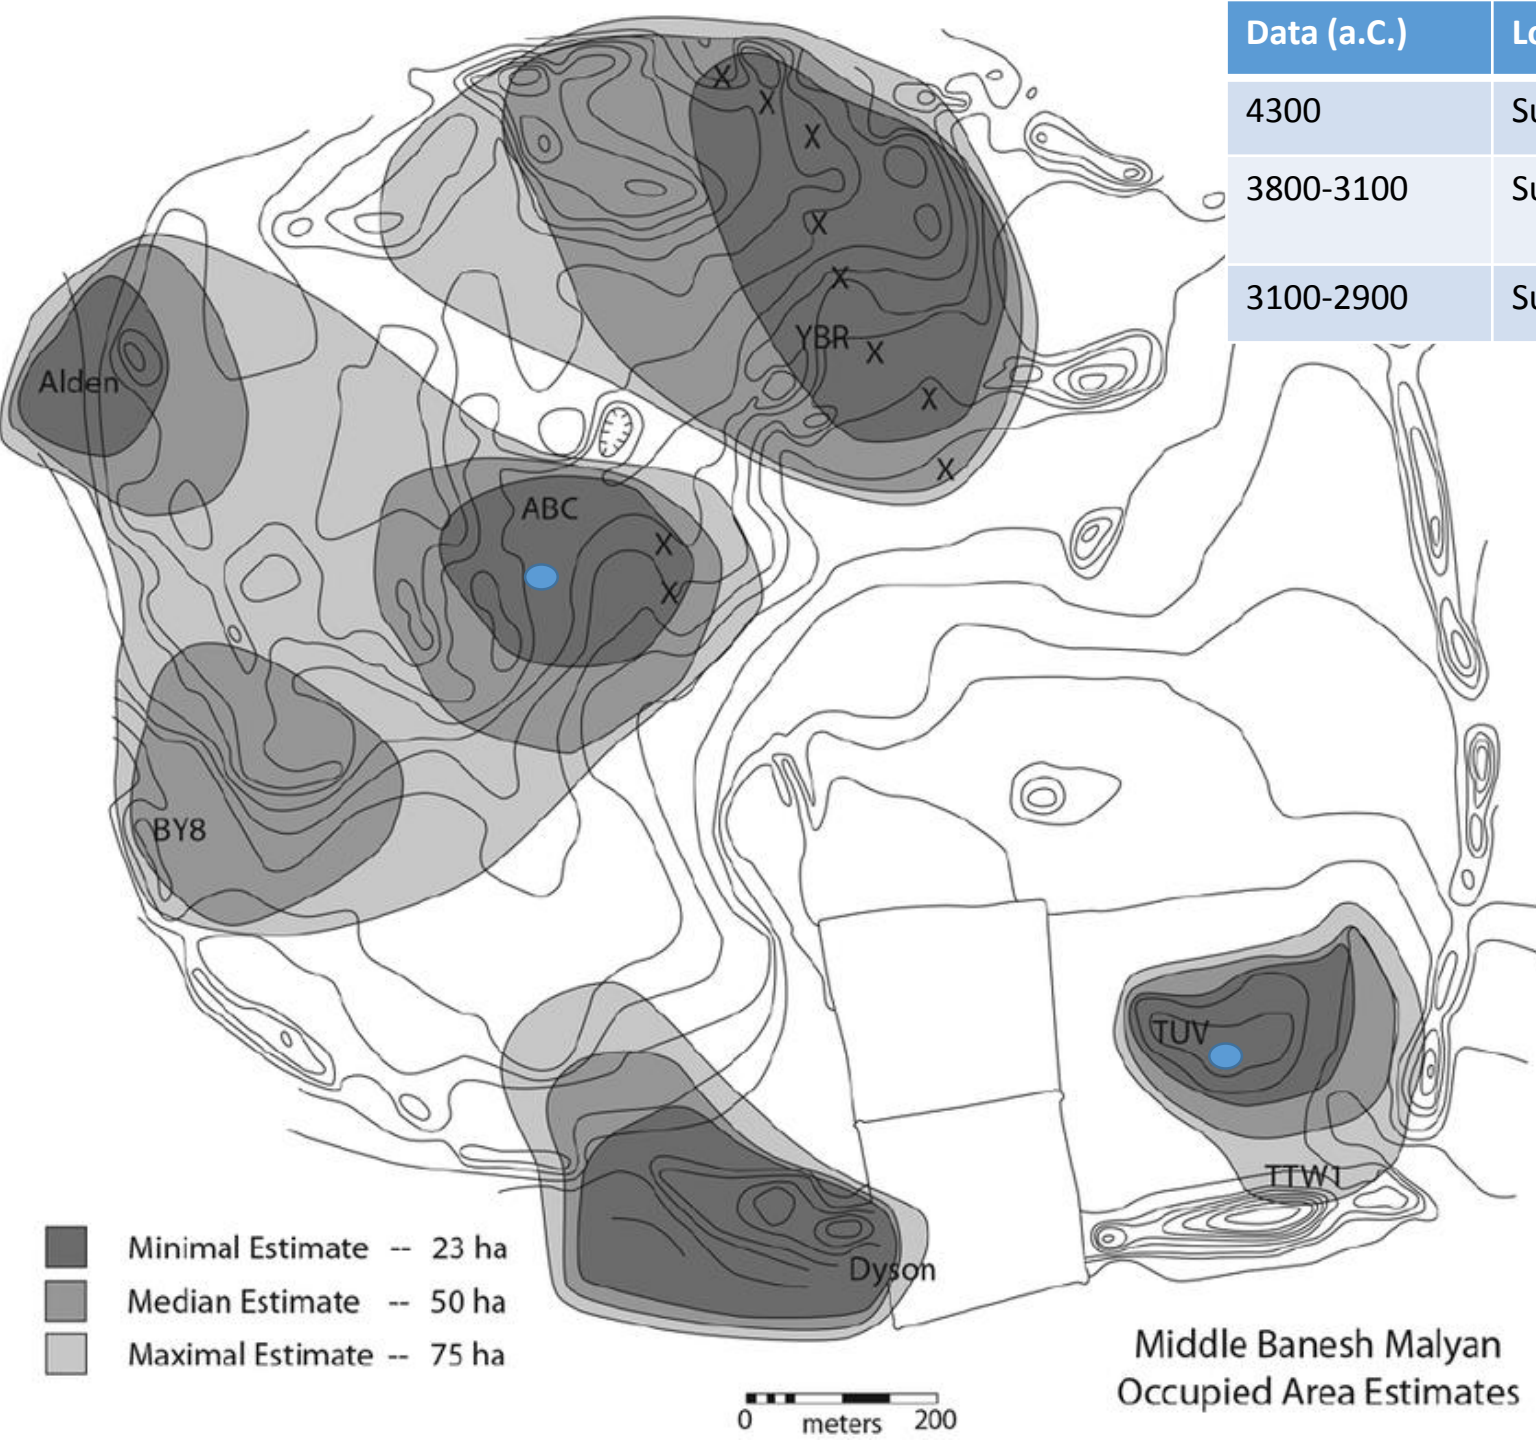 Data (a.C.)
4300
3800-3100
3100-2900
X
X
X
X
X
YBR
X
X
X
Alden
ABC
X
X
BY8
TUV
TTW1
Dyson
Minimal Estimate -- 23 ha
Median Estimate -- 50 ha
Maximal Estimate -- 75 ha
0 meters 200
Middle Banesh Malyan
Occupied Area Estimates